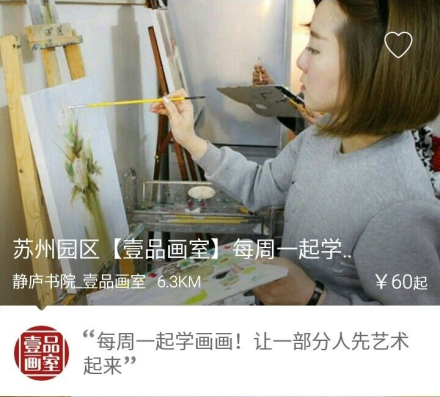 苏州园区【壹品画室】每周一起学..
静庐书院_壹品画室 6.3KM ￥60起
壹品
画室
“每周一起学画画！让一部分人先艺术
起来”